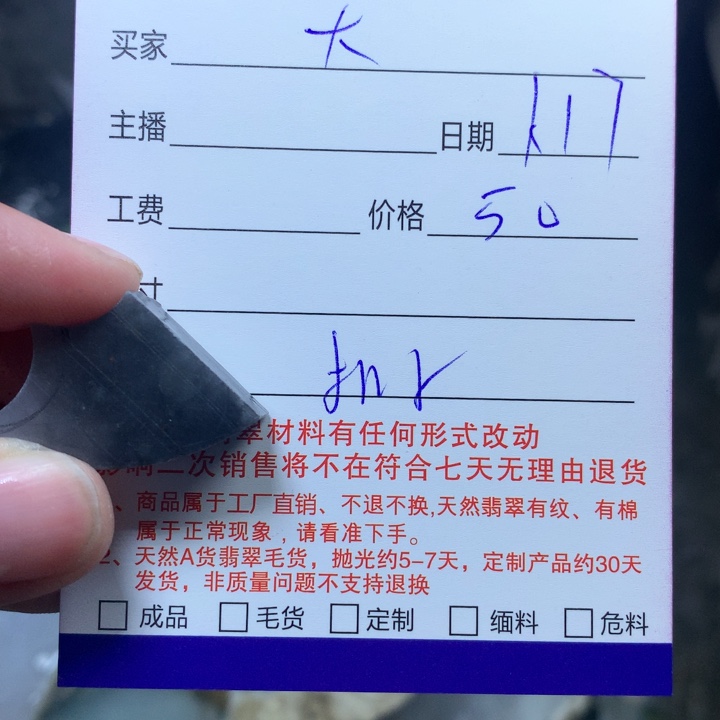 买家 大
主播 日期
工费 价格 50
寸
翠材料有任何形式改动
影响二次销售将不在符合七天无理由退货
、商品属于工厂直销、不退不换,天然翡翠有纹、有棉
属于正常现象，请看准下手。
2、天然A货翡翠毛货，抛光约5-7天，定制产品约30天
发货，非质量问题不支持退换
成品 毛货 定制 缅料 危料